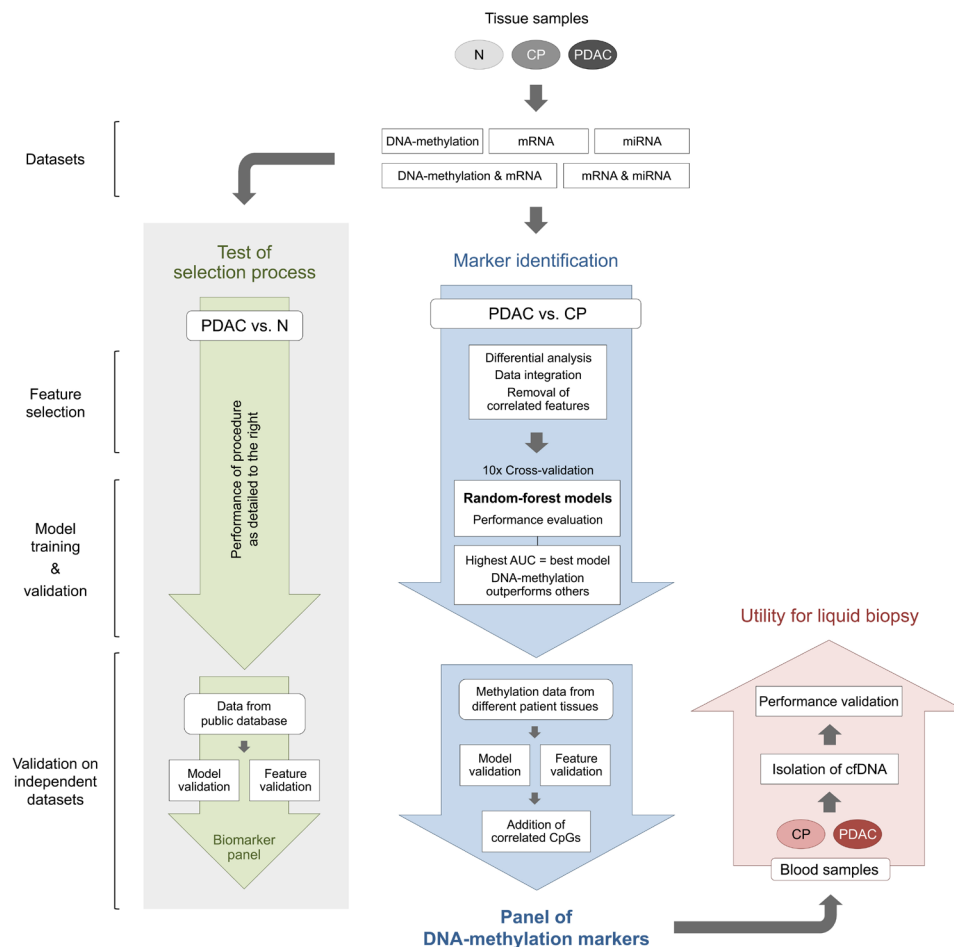 Tissue samples
N
CP
PDAC
Datasets
DNA-methylation
mRNA
miRNA
DNA-methylation & mRNA
mRNA & miRNA
Test of
selection process
Marker identification
PDAC vs. N
PDAC vs. CP
Feature
selection
Differential analysis
Data integration
Removal of
correlated features
Performance of procedure
as detailed to the right
10x Cross-validation
Model
training
&
validation
Random-forest models
Performance evaluation
Highest AUC = best model
DNA-methylation
outperforms others
Validation on
independent
datasets
Data from
public database
Model
validation
Feature
validation
Biomarker
panel
Methylation data from
different patient tissues
Model
validation
Feature
validation
Addition of
correlated CpGs
Panel of
DNA-methylation markers
Utility for liquid biopsy
Performance validation
Isolation of cfDNA
CP
PDAC
Blood samples